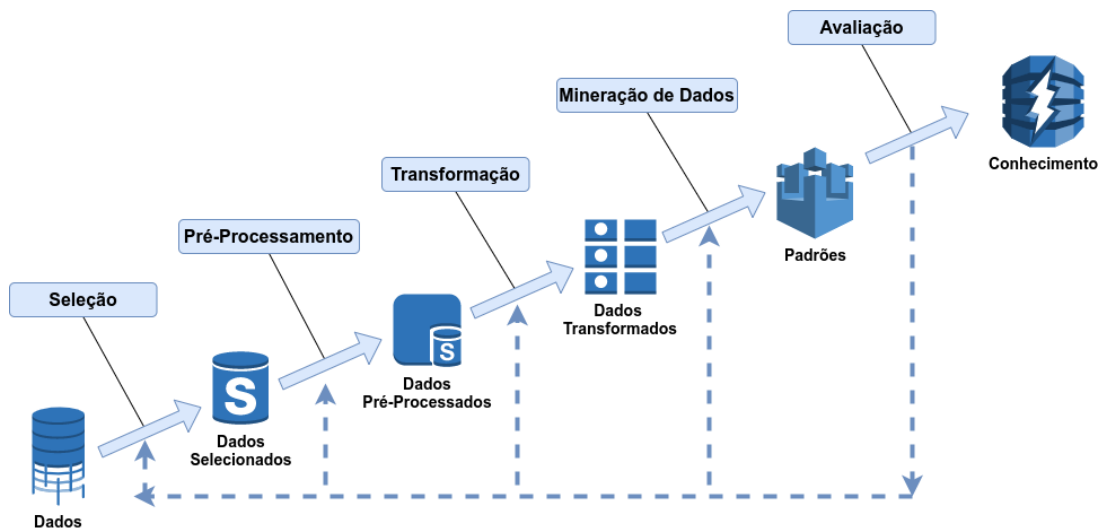 Avaliação
Mineração de Dados
Conhecimento
Transformação
Pré-Processamento
Padrões
Seleção
Dados
Transformados
Dados
Pré-Processados
S
S
Dados
Selecionados
Dados